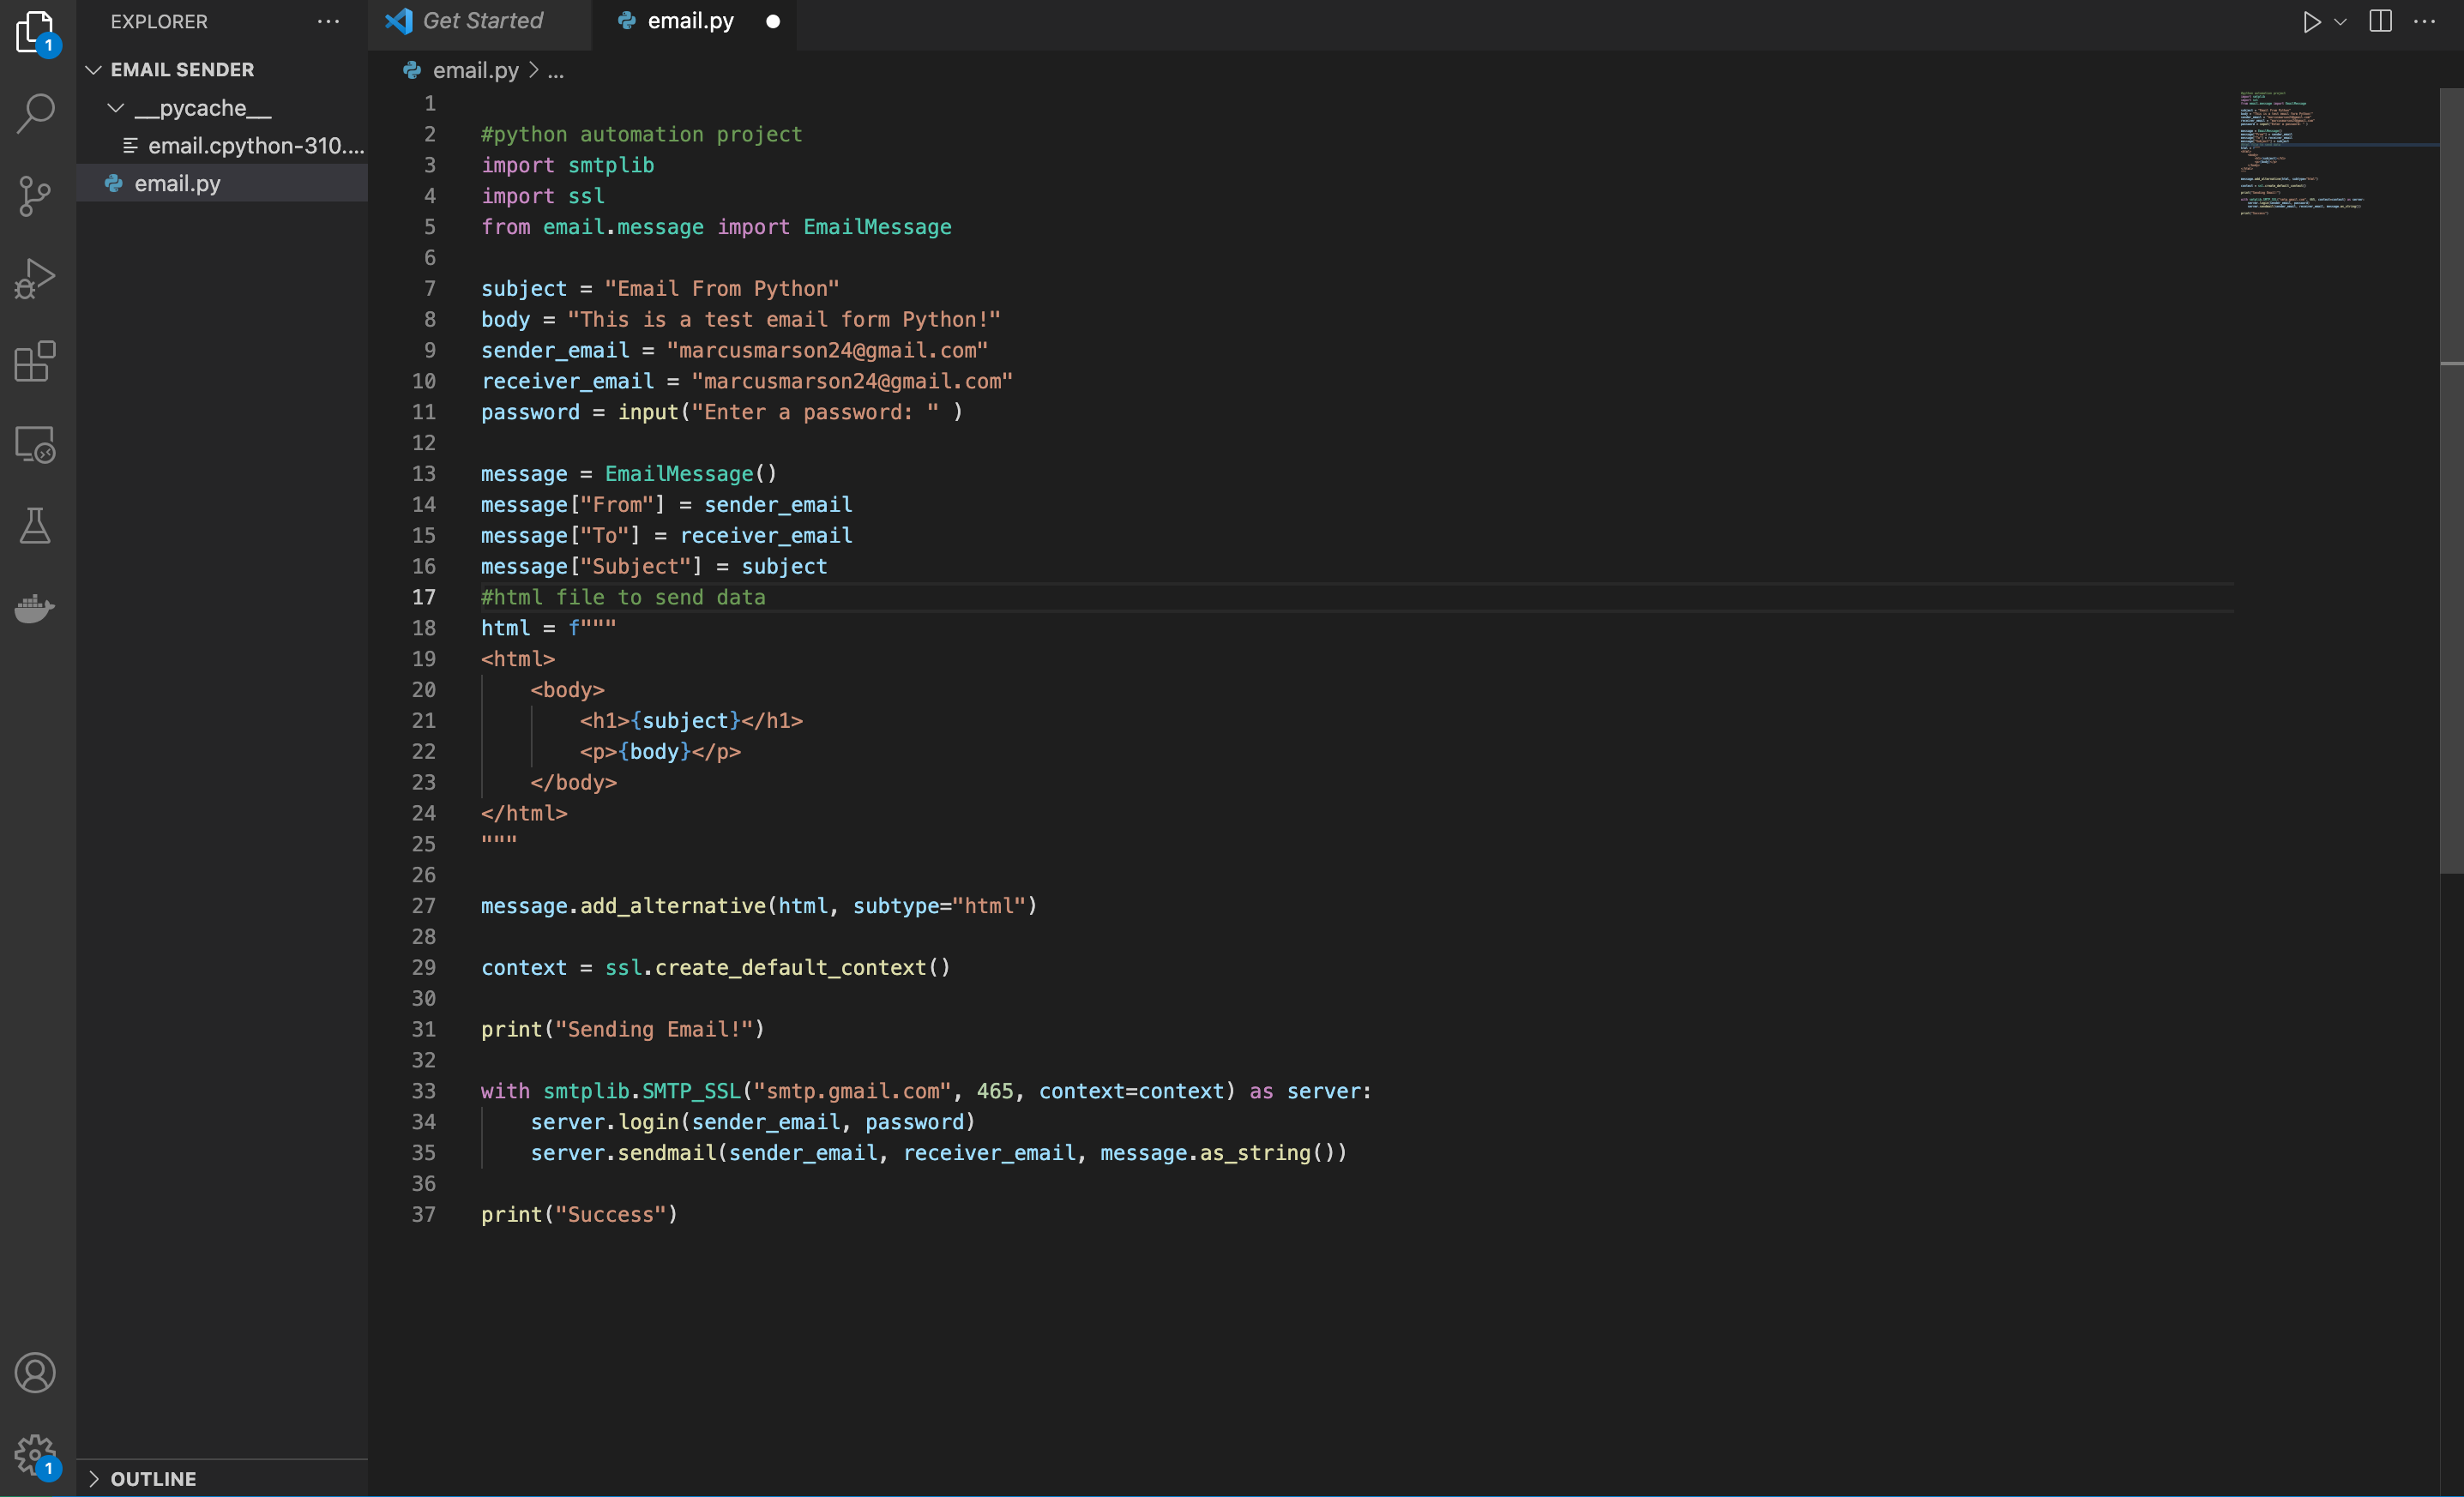 EXPLORER
EMAIL SENDER
__pycache__
email.cpython-310....
email.py
OUTLINE
1
1
Get Started
email.py
email.py > ...
1
2 #python automation project
3 import smtplib
4 import ssl
5 from email.message import EmailMessage
6
7 subject = "Email From Python"
8 body = "This is a test email form Python!"
9 sender_email = "marcusmarson24@gmail.com"
10 receiver_email = "marcusmarson24@gmail.com"
11 password = input("Enter a password: " )
12
13 message = EmailMessage()
14 message["From"] = sender_email
15 message["To"] = receiver_email
16 message["Subject"] = subject
17 #html file to send data
18 html = f"""
19 <html>
20     <body>
21         <h1>{subject}</h1>
22         <p>{body}</p>
23     </body>
24 </html>
25 """
26
27 message.add_alternative(html, subtype="html")
28
29 context = ssl.create_default_context()
30
31 print("Sending Email!")
32
33 with smtplib.SMTP_SSL("smtp.gmail.com", 465, context=context) as server:
34     server.login(sender_email, password)
35     server.sendmail(sender_email, receiver_email, message.as_string())
36
37 print("Success")